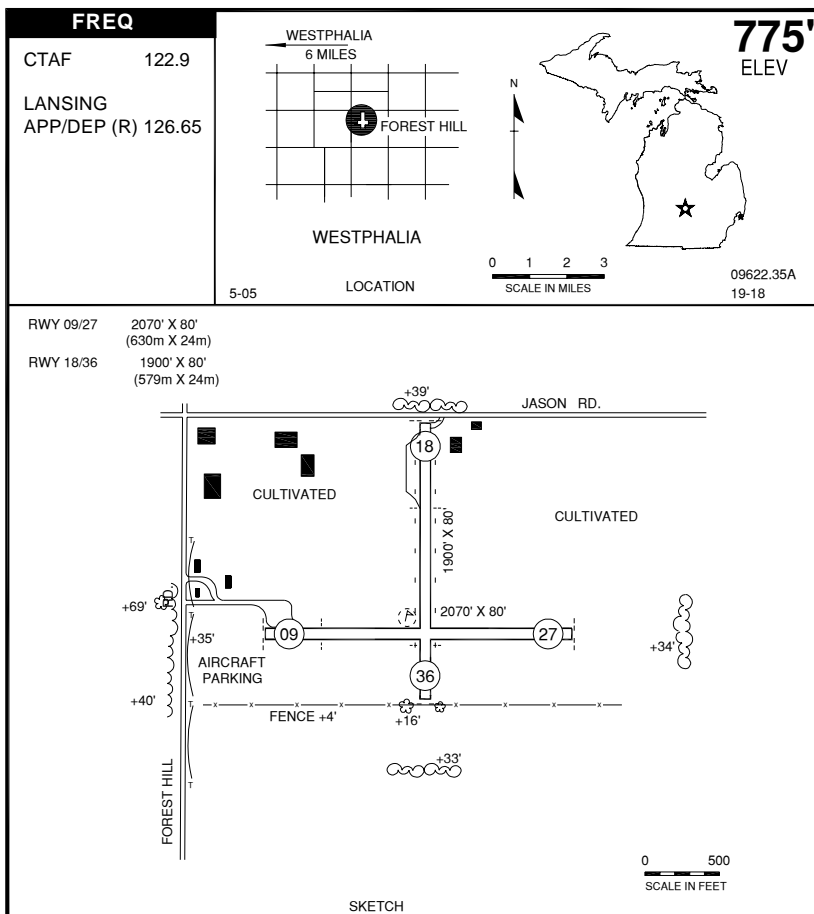 FREQ
CTAF 122.9
LANSING
APP/DEP (R) 126.65
WESTPHALIA
6 MILES
FOREST HILL
WESTPHALIA
5-05
LOCATION
N
0 1 2 3
SCALE IN MILES
775'
ELEV
09622.35A
19-18
RWY 09/27 2070' X 80'
(630m X 24m)
RWY 18/36 1900' X 80'
(579m X 24m)
+39'
JASON RD.
18
CULTIVATED
CULTIVATED
1900' X 80'
T
+69'
T
2070' X 80'
09
27
+35'
+34'
AIRCRAFT
PARKING
36
+40'
T
x x x x x x x x
FENCE +4'
+16'
+33'
T
FOREST HILL
0 500
SCALE IN FEET
SKETCH